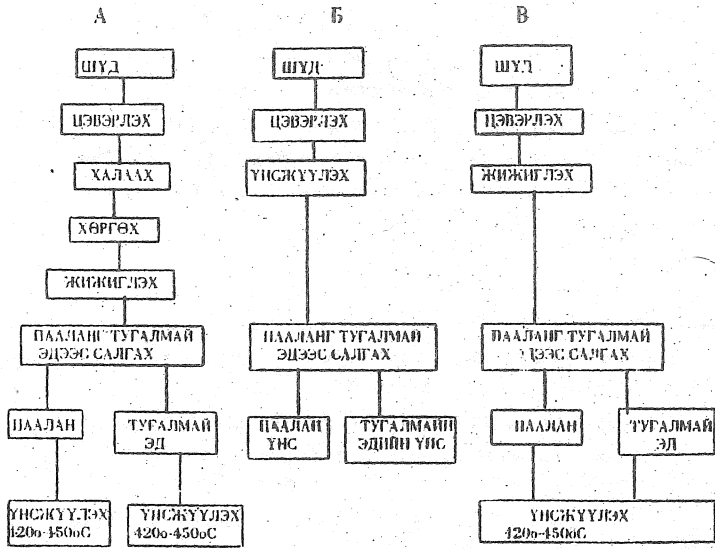 А Б В
ШҮД ШҮД ШҮД
ЦЭВЭРЛЭХ ЦЭВЭРЛЭХ ЦЭВЭРЛЭХ
ХАЛААХ ҮНСЖҮҮЛЭХ ЖИЖИГЛЭХ
ХӨРГӨХ
ЖИЖИГЛЭХ
ПААЛАНГ ТУГАЛМАЙ ПААЛАНГ ТУГАЛМАЙ ПААЛАНГ ТУГАЛМАЙ
ЭДЭЭС САЛГАХ ЭДЭЭС САЛГАХ ЭДЭЭС САЛГАХ
ПААЛАН ТУГАЛМАЙ ПААЛАН ТУГАЛМАЙН ПААЛАН ТУГАЛМАЙ
ЭД ҮНС ЭДИЙН ҮНС ЭД
ҮНСЖҮҮЛЭХ ҮНСЖҮҮЛЭХ ҮНСЖҮҮЛЭХ
420о-450оС 420о-450оС 420о-450оС